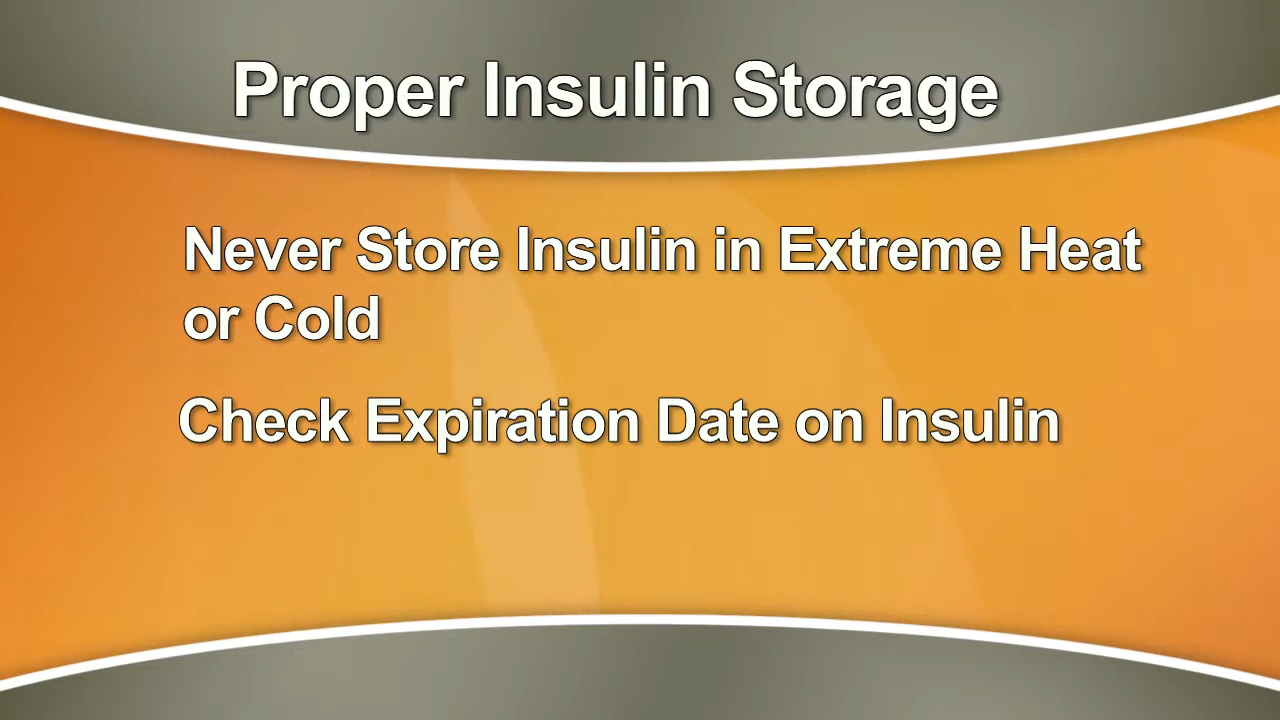 Proper Insulin Storage
Never Store Insulin in Extreme Heat
or Cold
Check Expiration Date on Insulin